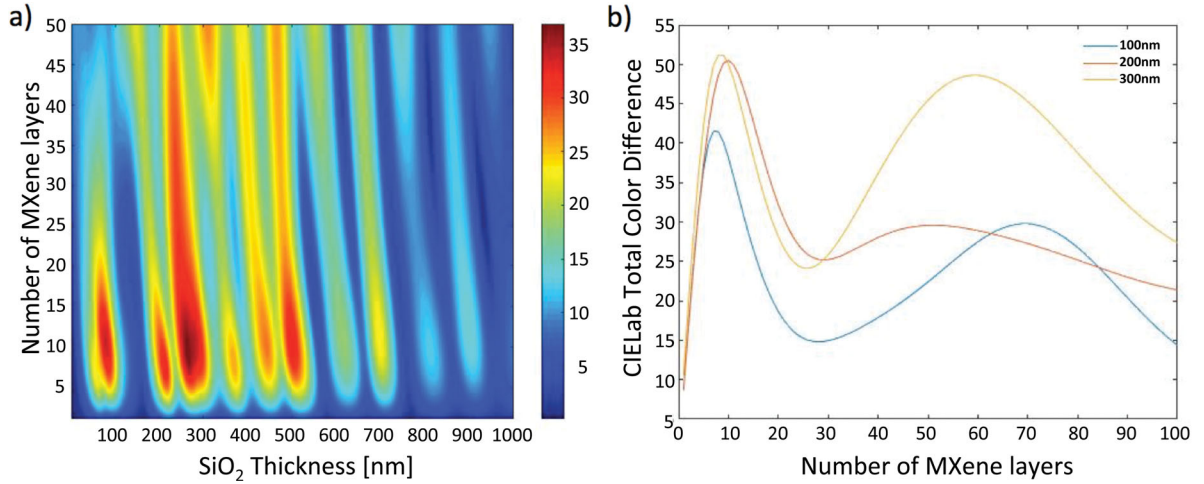 a)
50
45
40
35
30
25
20
15
10
5
Number of MXene layers
100 200 300 400 500 600 700 800 900 1000
SiO₂ Thickness [nm]
35
30
25
20
15
10
5
b)
55
50
45
40
35
30
25
20
15
10
5
CIELab Total Color Difference
100nm
200nm
300nm
0 10 20 30 40 50 60 70 80 90 100
Number of MXene layers